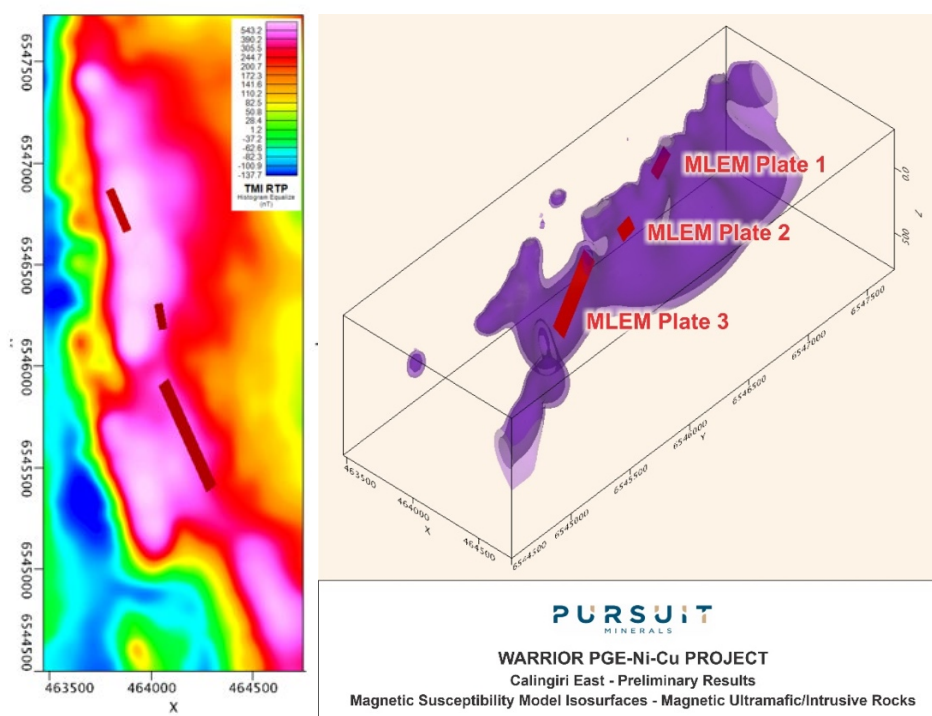 543.2
390.2
305.5
244.7
200.7
172.3
141.6
110.2
82.5
50.8
28.4
1.2
-37.2
-62.6
-82.3
-100.9
-137.7
TMI RTP
Histogram Equalize
(nT)
6547500
6547000
6546500
6546000
6545500
6545000
6544500
463500 464000 464500
X
MLEM Plate 1
MLEM Plate 2
MLEM Plate 3
0.0
Z
500
463500
464000
X
464500
6544500
6545000
6545500
6546000
Y
6546500
6547000
6547500
PURSUIT
MINERALS
WARRIOR PGE-Ni-Cu PROJECT
Calingiri East - Preliminary Results
Magnetic Susceptibility Model Isosurfaces - Magnetic Ultramafic/Intrusive Rocks